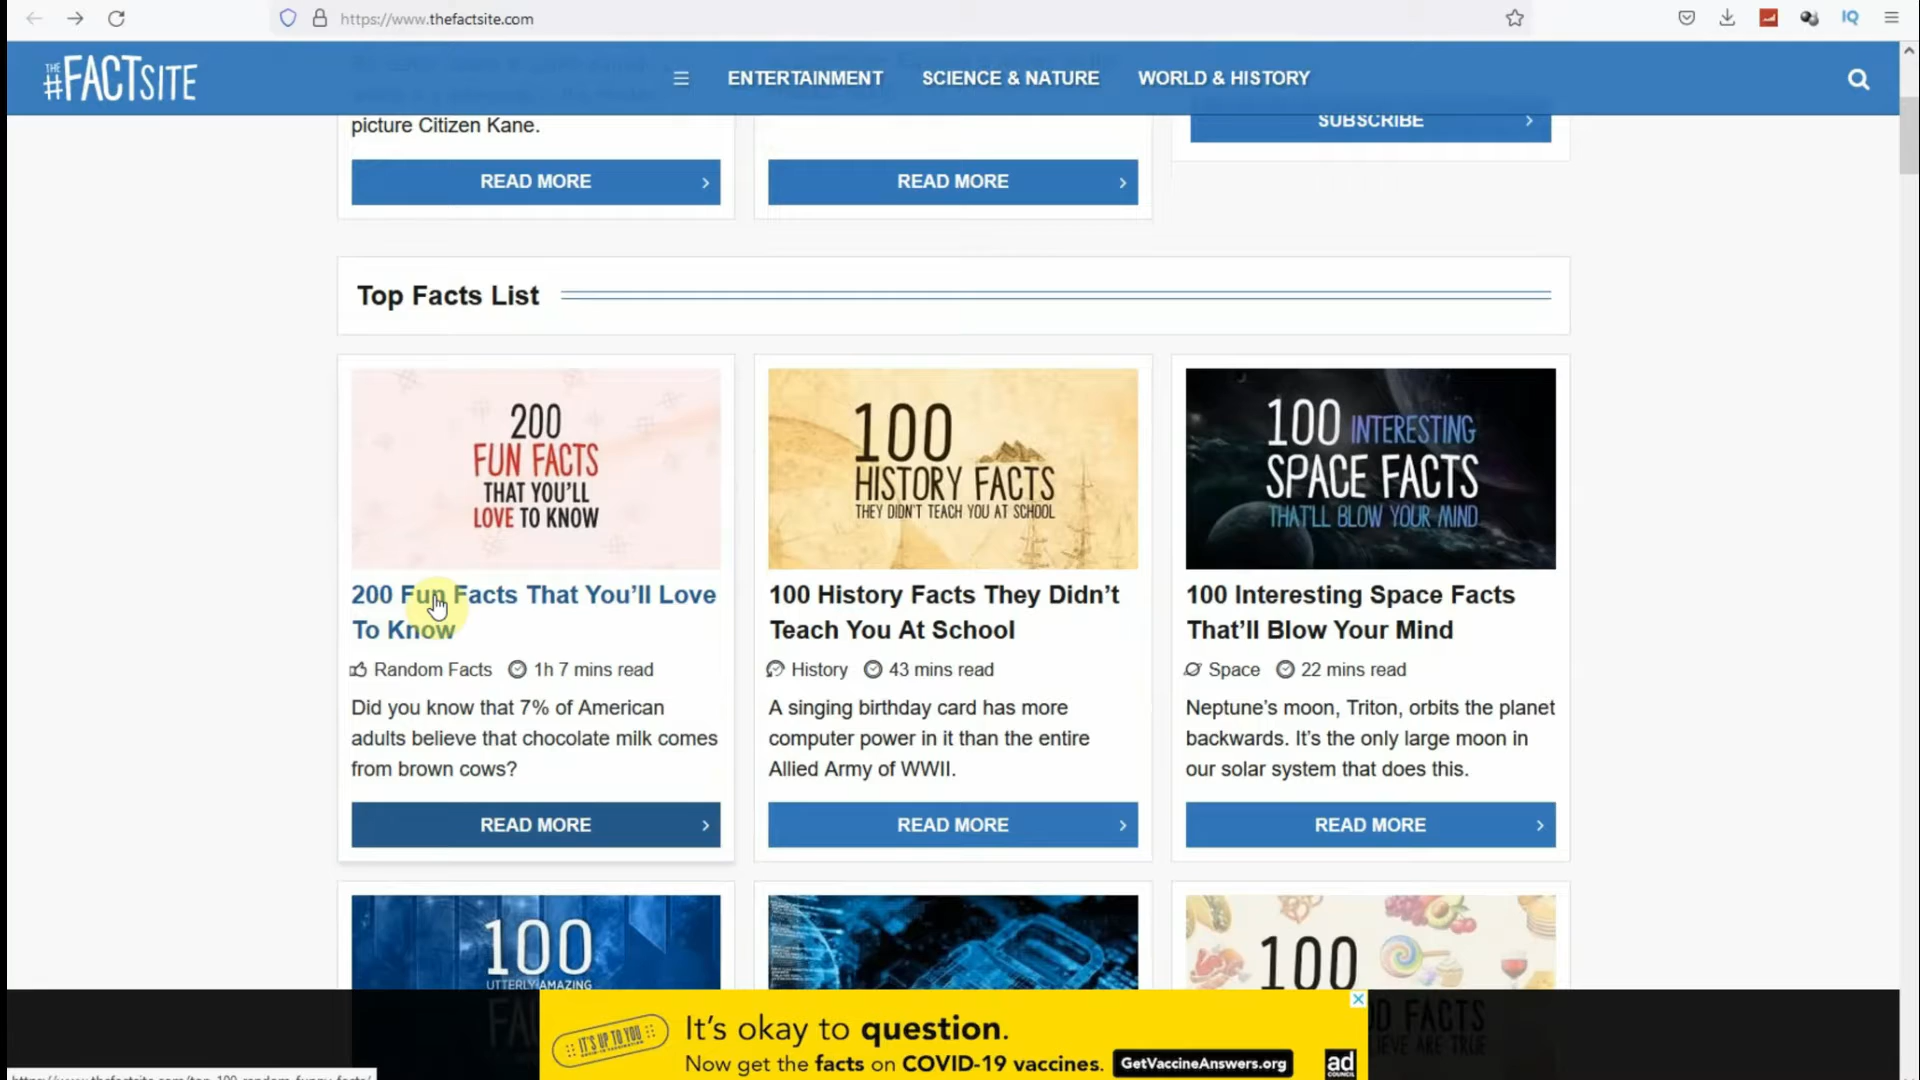 https://www.thefactsite.com
IQ
THE #FACTSITE
ENTERTAINMENT
SCIENCE & NATURE
WORLD & HISTORY
picture Citizen Kane.
SUBSCRIBE
READ MORE
READ MORE
Top Facts List
200
FUN FACTS
THAT YOU'LL
LOVE TO KNOW
200 Fun Facts That You'll Love
To Know
Random Facts 1h 7 mins read
Did you know that 7% of American
adults believe that chocolate milk comes
from brown cows?
READ MORE
100
HISTORY FACTS
THEY DIDN'T TEACH YOU AT SCHOOL
100 History Facts They Didn't
Teach You At School
History 43 mins read
A singing birthday card has more
computer power in it than the entire
Allied Army of WWII.
READ MORE
100 INTERESTING
SPACE FACTS
THAT'LL BLOW YOUR MIND
100 Interesting Space Facts
That'll Blow Your Mind
Space 22 mins read
Neptune's moon, Triton, orbits the planet
backwards. It's the only large moon in
our solar system that does this.
READ MORE
100
UTTERLY AMAZING
100
FACTS
IT'S UP TO YOU
It's okay to question.
Now get the facts on COVID-19 vaccines.
GetVaccineAnswers.org
ad
COUNCIL